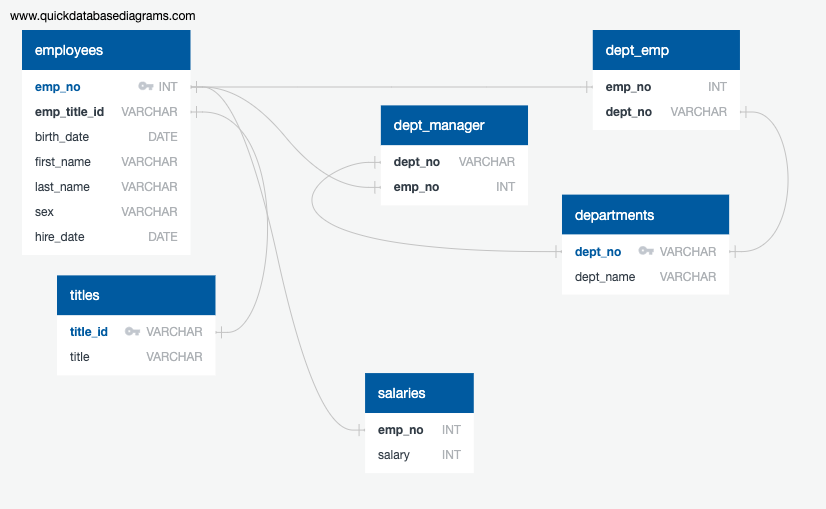 www.quickdatabasediagrams.com
employees
emp_no INT
emp_title_id VARCHAR
birth_date DATE
first_name VARCHAR
last_name VARCHAR
sex VARCHAR
hire_date DATE
titles
title_id VARCHAR
title VARCHAR
dept_manager
dept_no VARCHAR
emp_no INT
salaries
emp_no INT
salary INT
dept_emp
emp_no INT
dept_no VARCHAR
departments
dept_no VARCHAR
dept_name VARCHAR